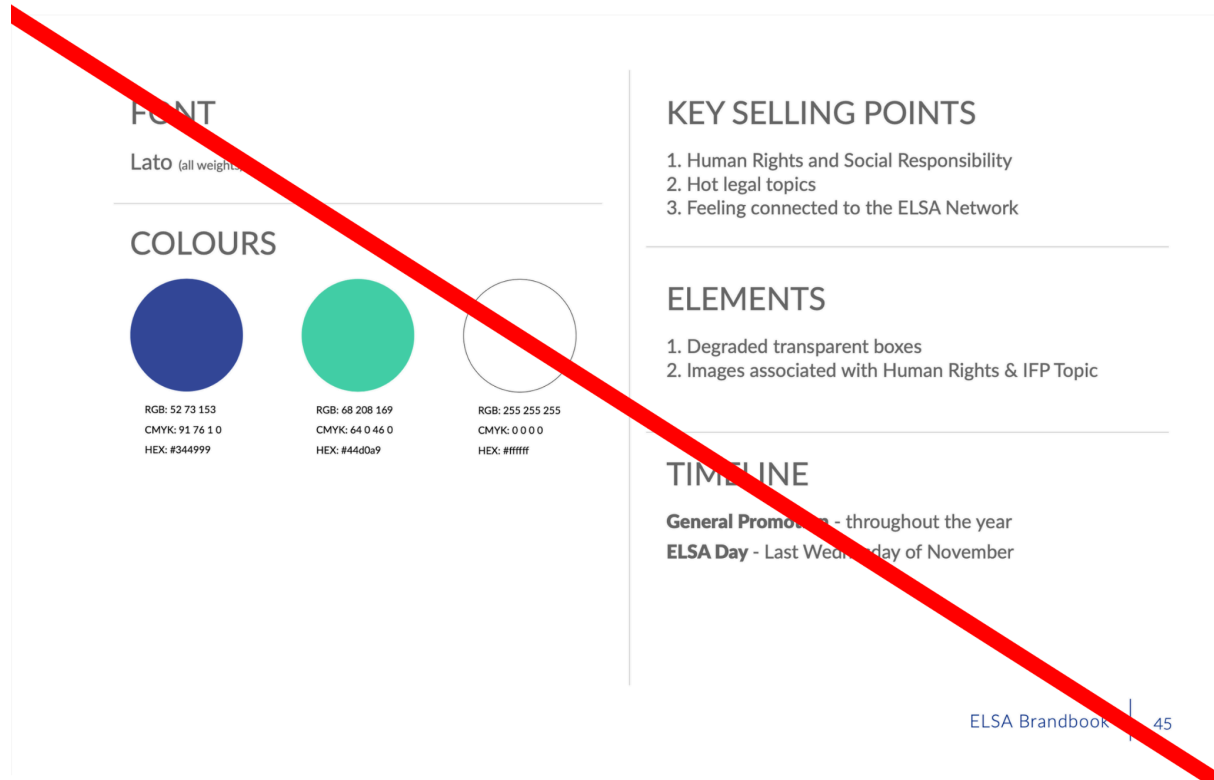 FONT
Lato (all weights)
COLOURS
RGB: 52 73 153
CMYK: 91 76 1 0
HEX: #344999
RGB: 68 208 169
CMYK: 64 0 46 0
HEX: #44d0a9
RGB: 255 255 255
CMYK: 0 0 0 0
HEX: #ffffff
KEY SELLING POINTS
1. Human Rights and Social Responsibility
2. Hot legal topics
3. Feeling connected to the ELSA Network
ELEMENTS
1. Degraded transparent boxes
2. Images associated with Human Rights & IFP Topic
TIMELINE
General Promotion - throughout the year
ELSA Day - Last Wednesday of November
ELSA Brandbook 45